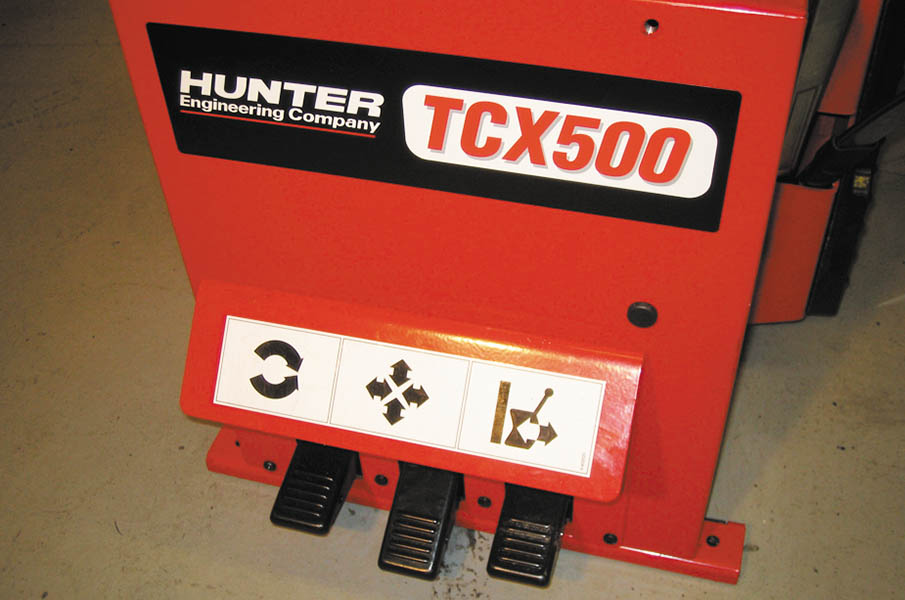 HUNTER
Engineering Company
TCX500